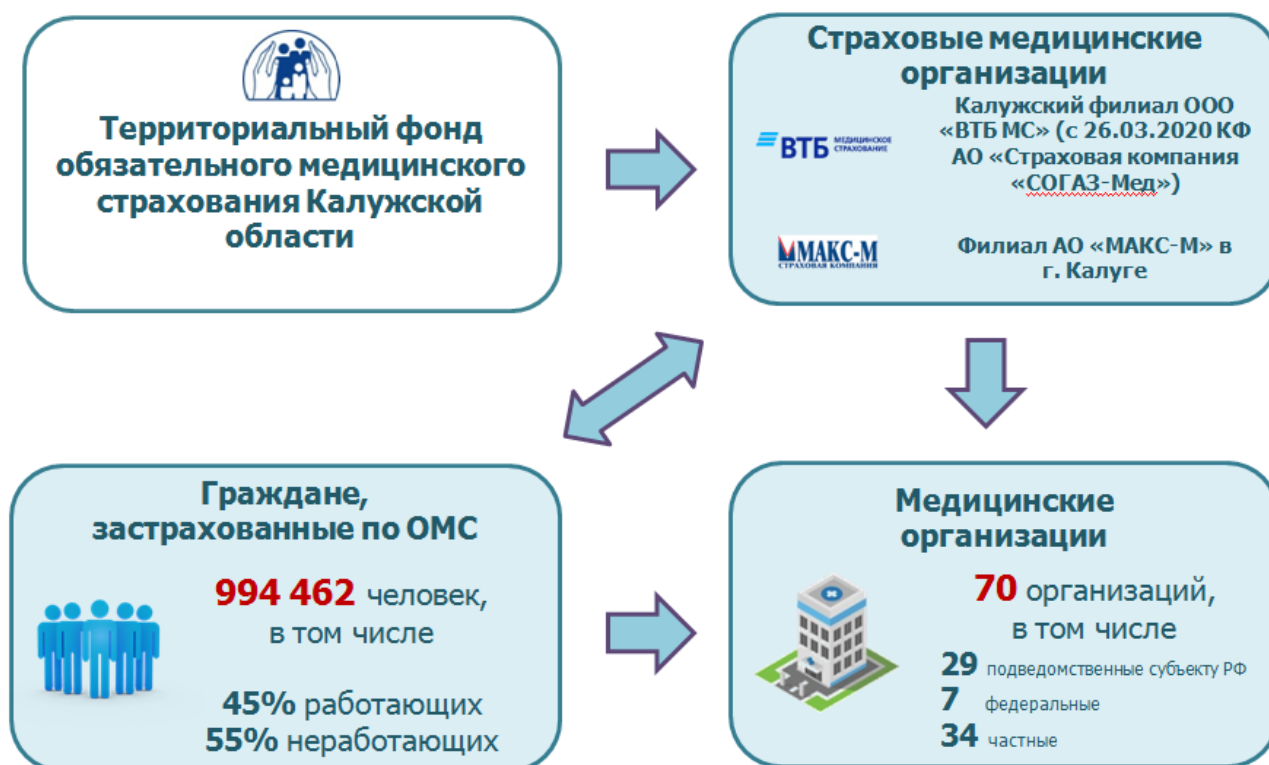 Территориальный фонд
обязательного медицинского
страхования Калужской
области
Страховые медицинские
организации
ВТБ МЕДИЦИНСКОЕ
СТРАХОВАНИЕ
Калужский филиал ООО
«ВТБ МС» (с 26.03.2020 КФ
АО «Страховая компания
«СОГАЗ-Мед»)
МАКС-М
СТРАХОВАЯ КОМПАНИЯ
Филиал АО «МАКС-М» в
г. Калуге
Граждане,
застрахованные по ОМС
994 462 человек,
в том числе
45% работающих
55% неработающих
Медицинские
организации
70 организаций,
в том числе
29 подведомственные субъекту РФ
7 федеральные
34 частные